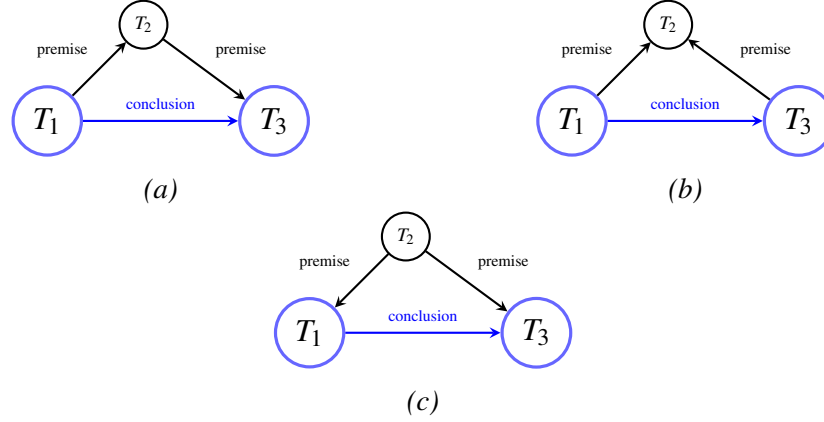 T2
premise premise
T1 conclusion T3
(a)
T2
premise premise
T1 conclusion T3
(b)
T2
premise premise
T1 conclusion T3
(c)